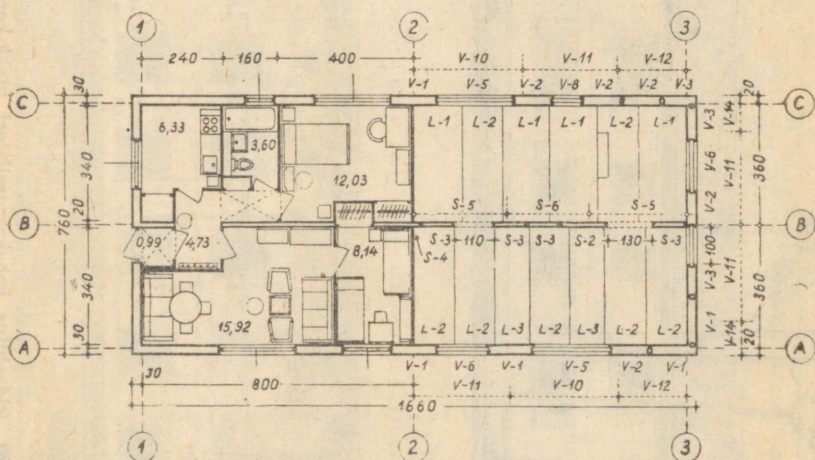 1 2 3
240 160 400 V-10 V-11 V-12
30 V-1 V-5 V-2 V-8 V-2 V-2 V-3 20
C C
6,33 3,60 12,03 L-1 L-2 L-1 L-1 L-2 L-1 V-3 V-14
340 V-6 V-11 360
20 S-5 S-6 S-5 V-2
760 B B
0,99 4,73 8,14 S-3 110 S-3 S-3 S-2 130 S-3 100
S-4 V-3 V-11
340 15,92 360
L-2 L-2 L-3 L-2 L-3 L-2 L-2 V-1 V-14
30 20
A A
V-1 V-6 V-1 V-5 V-2 V-1
30 800 V-11 V-10 V-12
1660
1 2 3